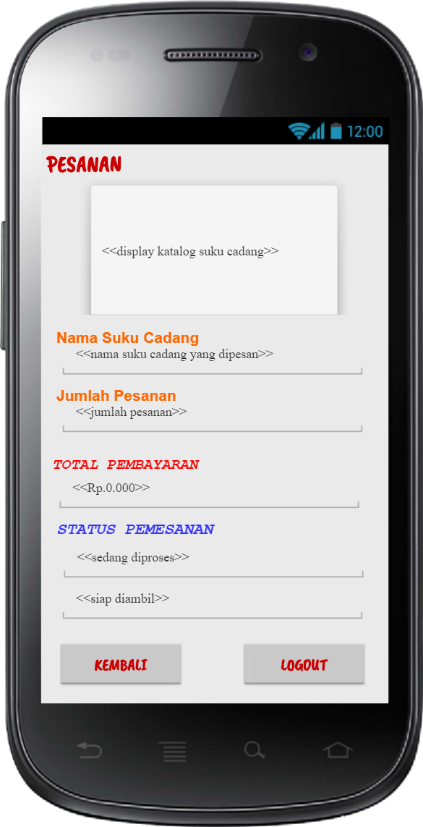 12:00
PESANAN
<<display katalog suku cadang>>
Nama Suku Cadang
<<nama suku cadang yang dipesan>>
Jumlah Pesanan
<<jumlah pesanan>>
TOTAL PEMBAYARAN
<<Rp.0.000>>
STATUS PEMESANAN
<<sedang diproses>>
<<siap diambil>>
KEMBALI LOGOUT